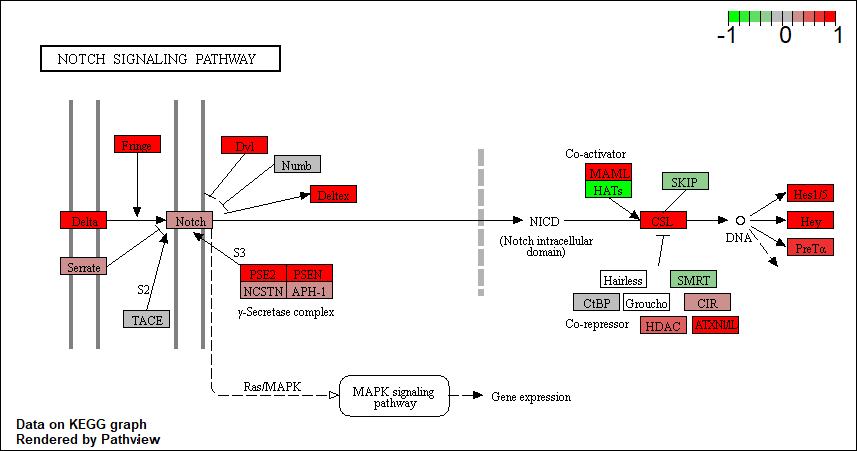 -1 0 1
NOTCH SIGNALING PATHWAY
Fringe
Dvl
Numb
Deltex
Delta
Notch
Serrate
S2
TACE
S3
PSE2 PSEN
NCSTN APH-1
γ-Secretase complex
Co-activator
MAML
HATs
SKIP
NICD
(Notch intracellular
domain)
CSL
DNA
Hes1/5
Hey
PreTα
Hairless
SMRT
CtBP
Groucho
CIR
Co-repressor
HDAC
ATXN1/L
Ras/MAPK
MAPK signaling
pathway
Gene expression
Data on KEGG graph
Rendered by Pathview